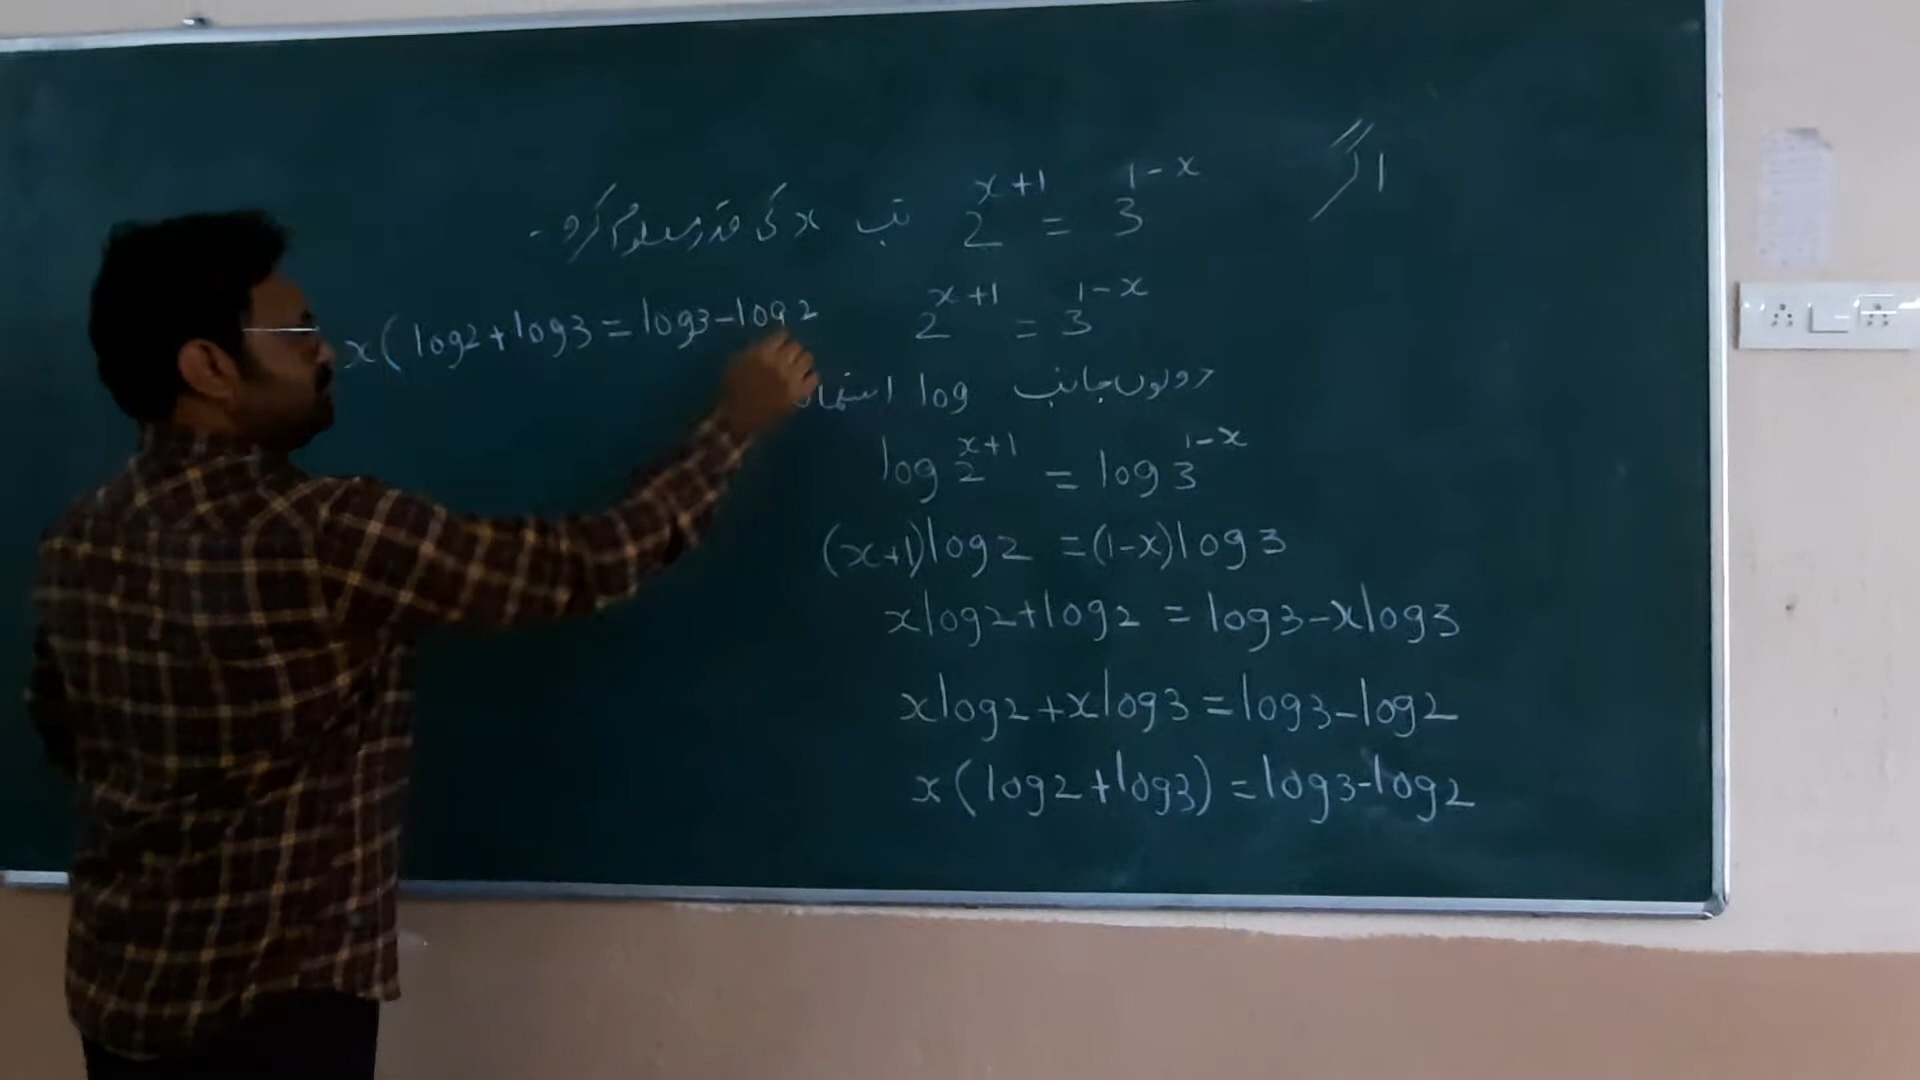 اگر 2^{x+1} = 3^{1-x} تب x کی قدر معلوم کرو -
2^{x+1} = 3^{1-x}
دونوں جانب log
log 2^{x+1} = log 3^{1-x}
(x+1)log2 = (1-x)log3
xlog2+log2 = log3-xlog3
xlog2+xlog3=log3-log2
x(log2+log3)=log3-log2
x(log2+log3=log3-log2